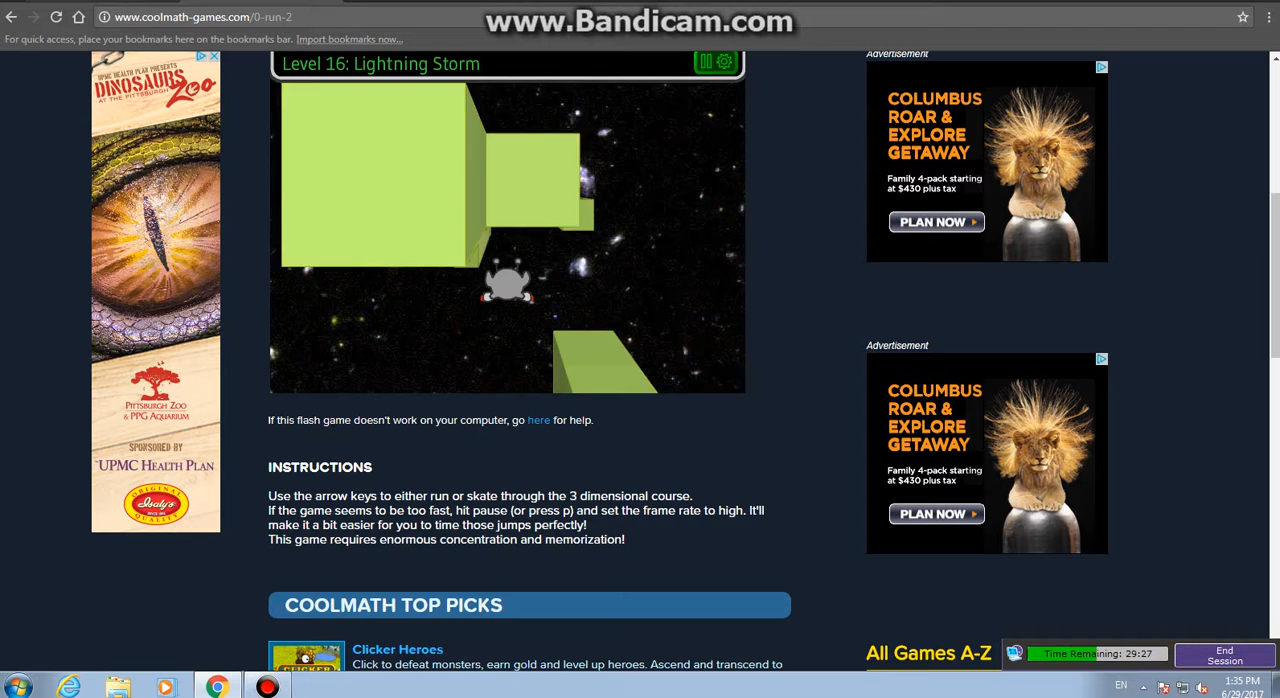 www.coolmath-games.com/0-run-2
www.Bandicam.com
For quick access, place your bookmarks here on the bookmarks bar. Import bookmarks now...
UPMC HEALTH PLAN PRESENTS
DINOSAURS
AT THE PITTSBURGH
ZOO
PITTSBURGH ZOO
& PPG AQUARIUM
SPONSORED BY
UPMC HEALTH PLAN
ORIGINAL
Isaly's
QUALITY
Level 16: Lightning Storm
If this flash game doesn't work on your computer, go here for help.
INSTRUCTIONS
Use the arrow keys to either run or skate through the 3 dimensional course.
If the game seems to be too fast, hit pause (or press p) and set the frame rate to high. It'll
make it a bit easier for you to time those jumps perfectly!
This game requires enormous concentration and memorization!
COOLMATH TOP PICKS
CLICKER
Clicker Heroes
Click to defeat monsters, earn gold and level up heroes. Ascend and transcend to
Advertisement
COLUMBUS
ROAR &
EXPLORE
GETAWAY
Family 4-pack starting
at $430 plus tax
PLAN NOW
Advertisement
COLUMBUS
ROAR &
EXPLORE
GETAWAY
Family 4-pack starting
at $430 plus tax
PLAN NOW
All Games A-Z
Time Remaining: 29:27
End
Session
EN
1:35 PM
6/29/2017